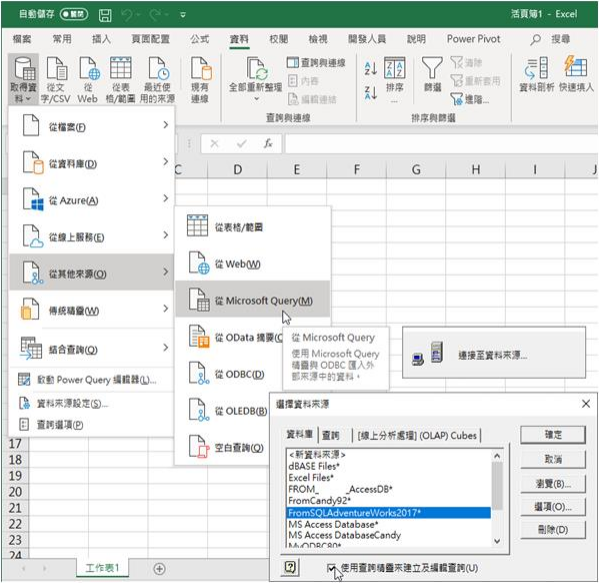 自動儲存 關閉 活頁簿1 - Excel
檔案 常用 插入 頁面配置 公式 資料 校閱 檢視 開發人員 說明 Power Pivot 搜尋
取得資料 從文字/CSV 從 Web 從表格/範圍 最近使用的來源 現有連線 全部重新整理 查詢與連線 內容 編輯連結 排序... 篩選 清除 重新套用 進階... 資料剖析 快速填入
查詢與連線 排序與篩選
fx
C D E F G H I J
從檔案(F)
從資料庫(D)
從 Azure(A)
從線上服務(E)
從其他來源(O)
傳統精靈(W)
結合查詢(Q)
啟動 Power Query 編輯器(L)...
資料來源設定(S)...
查詢選項(P)
從表格/範圍
從 Web(W)
從 Microsoft Query(M)
從 OData 摘要(O
從 ODBC(D)
從 OLEDB(B)
空白查詢(Q)
從 Microsoft Query
使用 Microsoft Query
精靈與 ODBC 匯入外
部來源中的資料。
連接至資料來源...
選擇資料來源
資料庫 查詢 [線上分析處理] (OLAP) Cubes
<新資料來源>
dBASE Files*
Excel Files*
FROM_ _AccessDB*
FromCandy92*
FromSQLAdventureWorks2017*
MS Access Database*
MS Access DatabaseCandy
MyODBC80*
確定
取消
瀏覽(B)...
選項(O)...
刪除(D)
使用查詢精靈來建立及編輯查詢(U)
17
18
19
20
21
22
23
24
工作表1